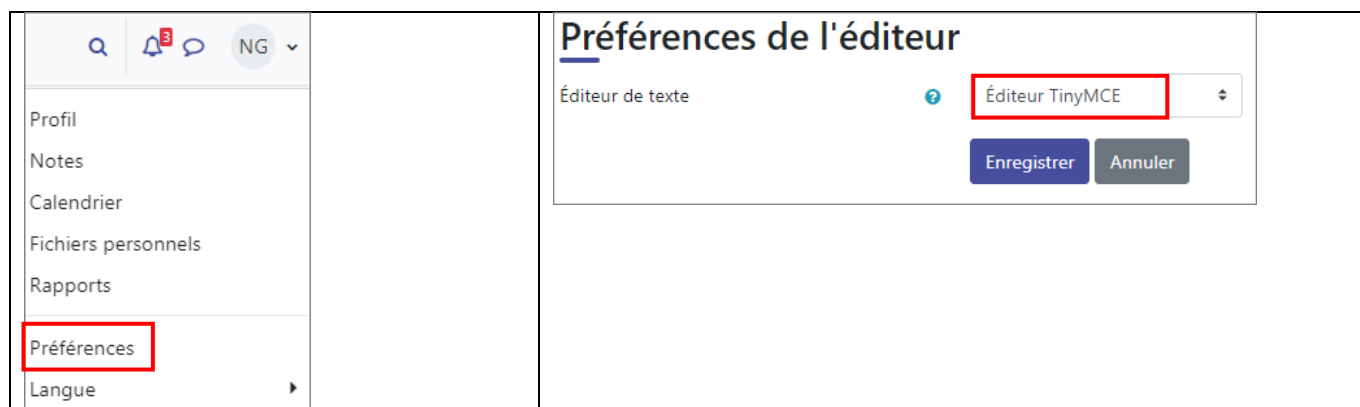 3
NG
Profil
Notes
Calendrier
Fichiers personnels
Rapports
Préférences
Langue
Préférences de l'éditeur
Éditeur de texte ? Éditeur TinyMCE
Enregistrer Annuler